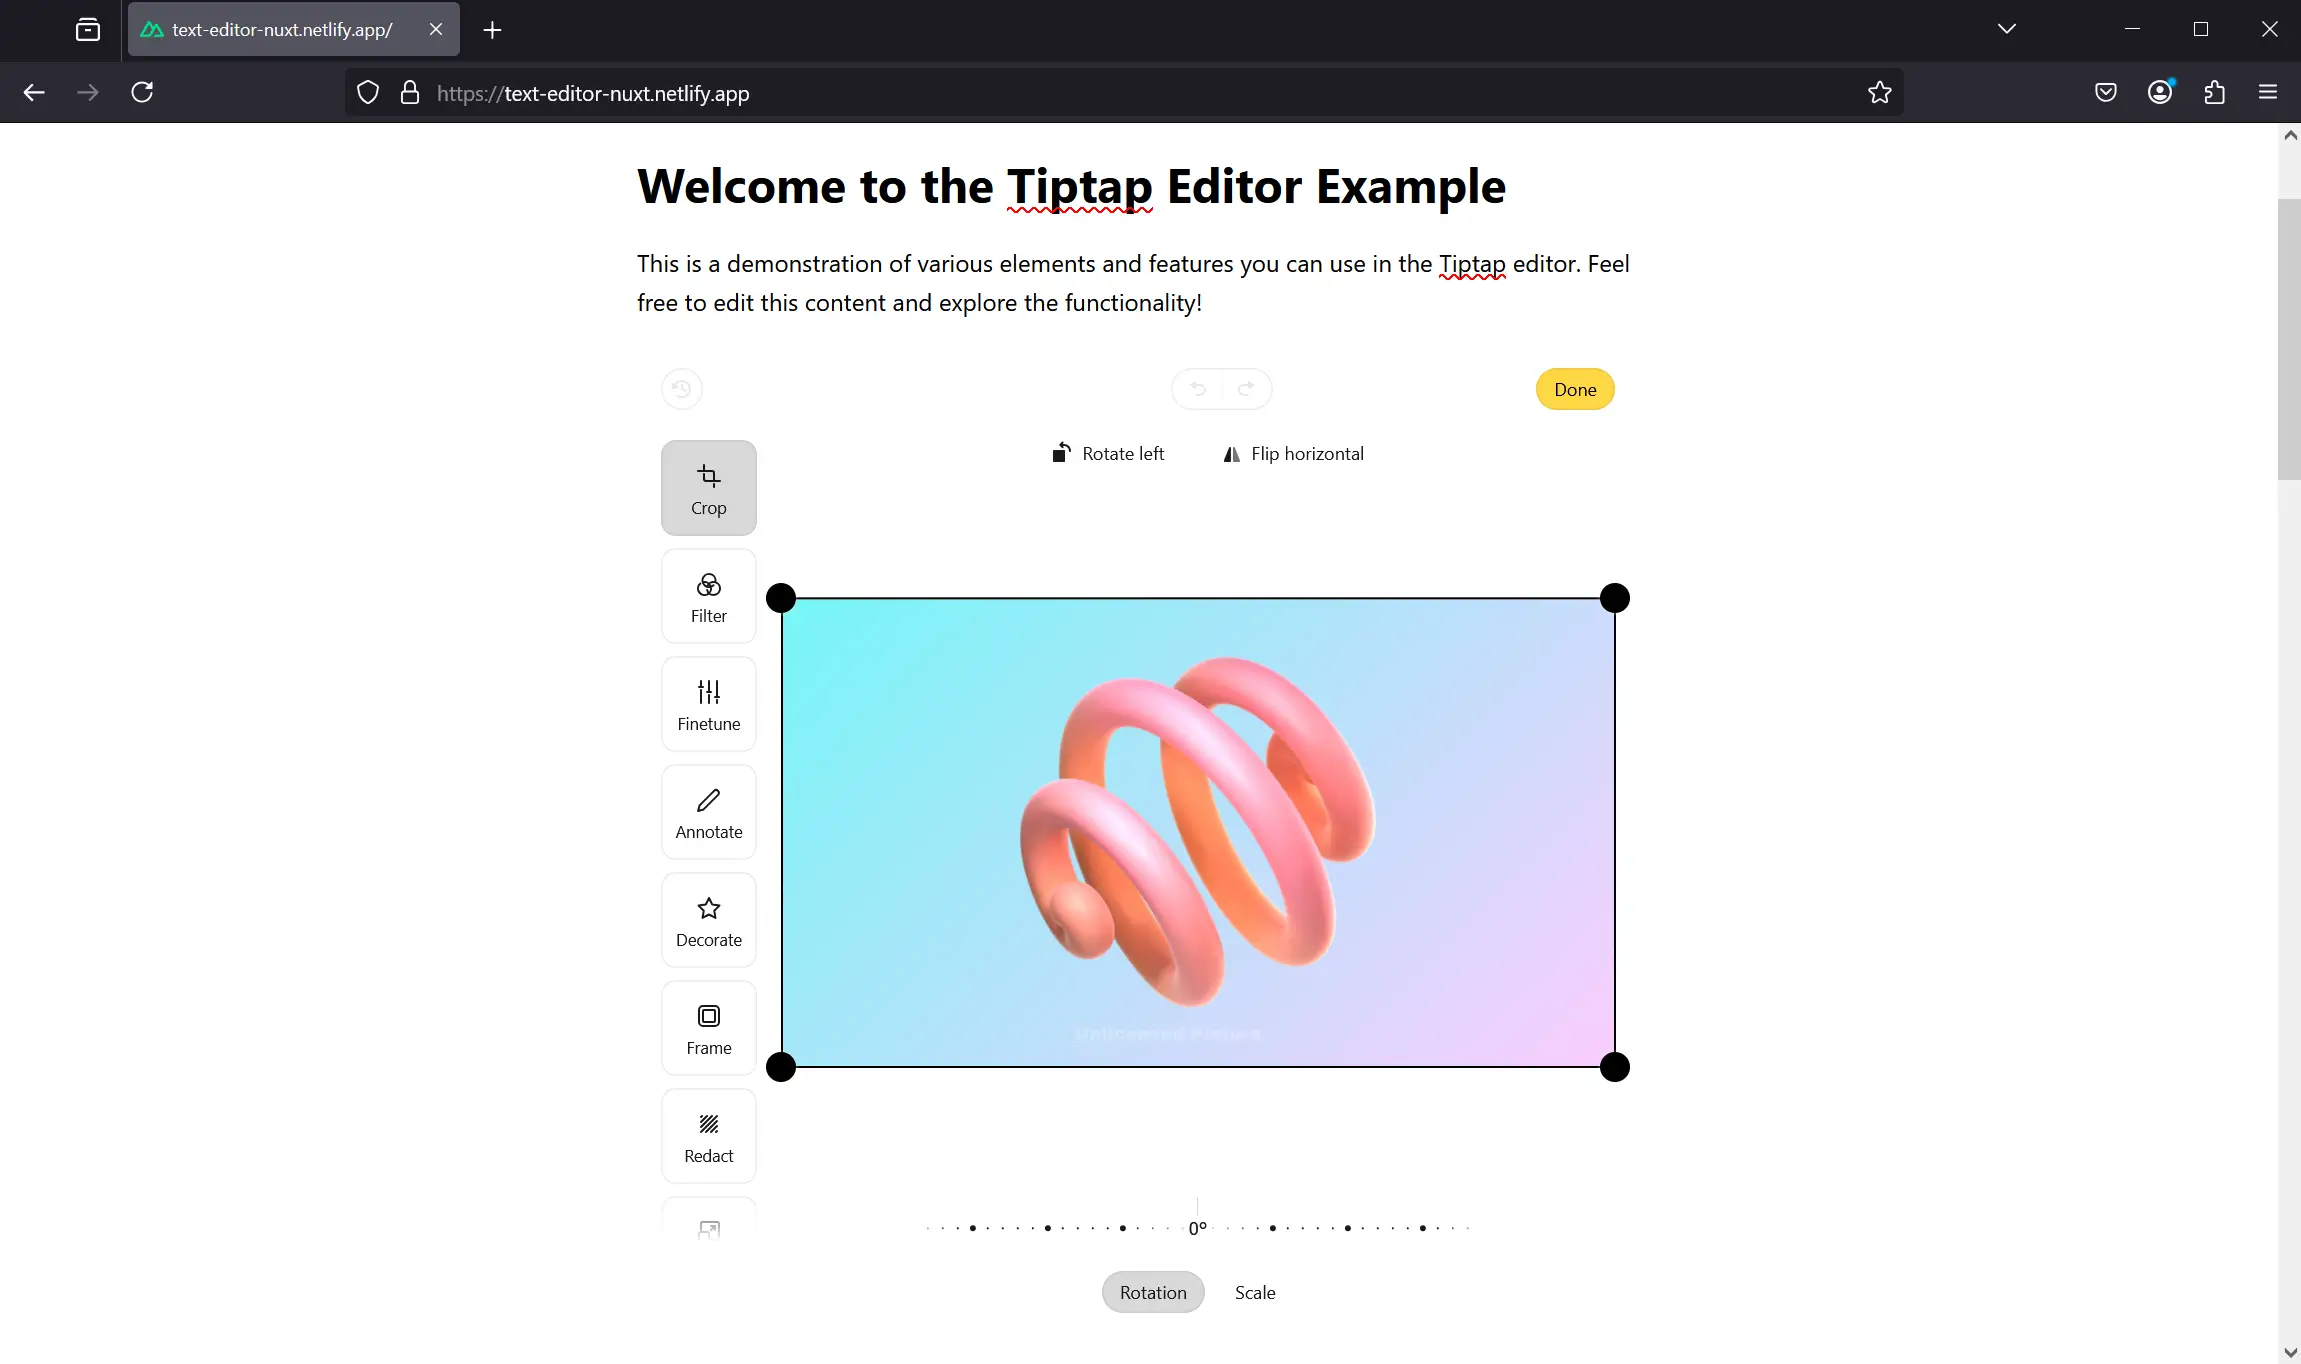 text-editor-nuxt.netlify.app/
https://text-editor-nuxt.netlify.app
Welcome to the Tiptap Editor Example
This is a demonstration of various elements and features you can use in the Tiptap editor. Feel
free to edit this content and explore the functionality!
Done
Rotate left
Flip horizontal
Crop
Filter
Finetune
Annotate
Decorate
Frame
Unlicensed
Redact
0°
Rotation
Scale